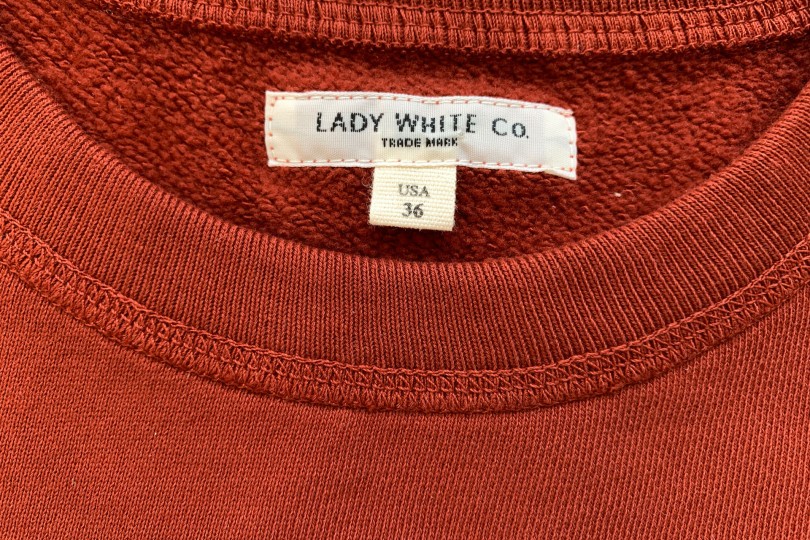 LADY WHITE Co.
TRADE MARK
USA
36